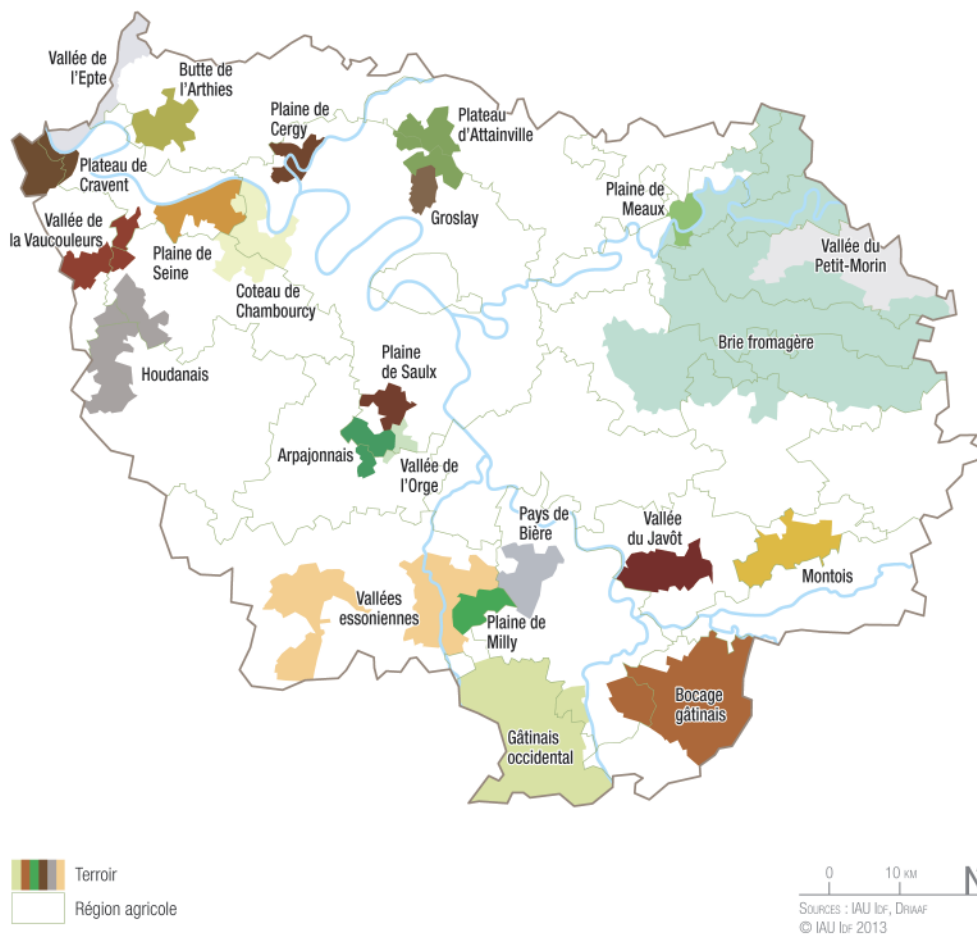 Vallée de
l'Epte
Butte de
l'Arthies
Plaine de
Cergy
Plateau
d'Attainville
Plateau de
Cravent
Groslay
Plaine de
Meaux
Vallée de
la Vaucouleurs
Plaine de
Seine
Coteau de
Chambourcy
Vallée du
Petit-Morin
Brie fromagère
Houdanais
Plaine
de Saulx
Arpajonnais
Vallée de
l'Orge
Pays de
Bière
Vallée
du Javôt
Montois
Vallées
essoniennes
Plaine de
Milly
Bocage
gâtinais
Gâtinais
occidental
Terroir
Région agricole
0 10 KM
N
SOURCES : IAU IDF, DRIAAF
© IAU IDF 2013